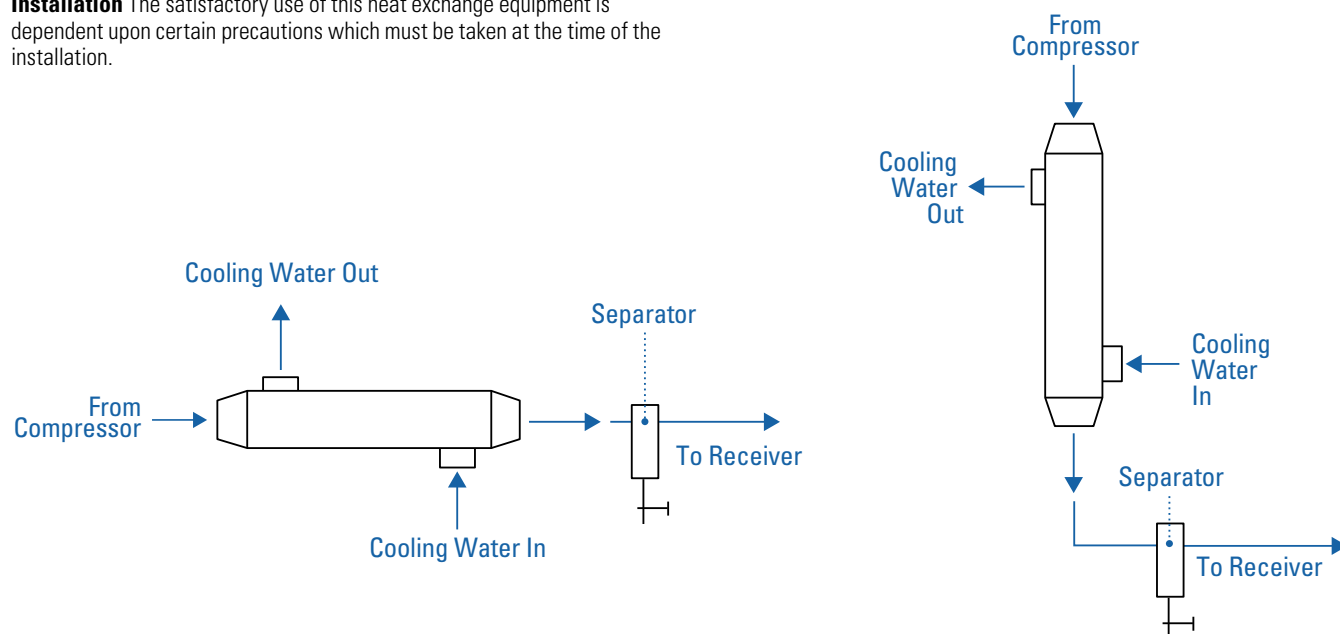 Installation The satisfactory use of this heat exchange equipment is
dependent upon certain precautions which must be taken at the time of the
installation.
From
Compressor
Cooling
Water
Out
Cooling Water Out
Separator
From
Compressor
To Receiver
Cooling Water In
Cooling
Water
In
Separator
To Receiver